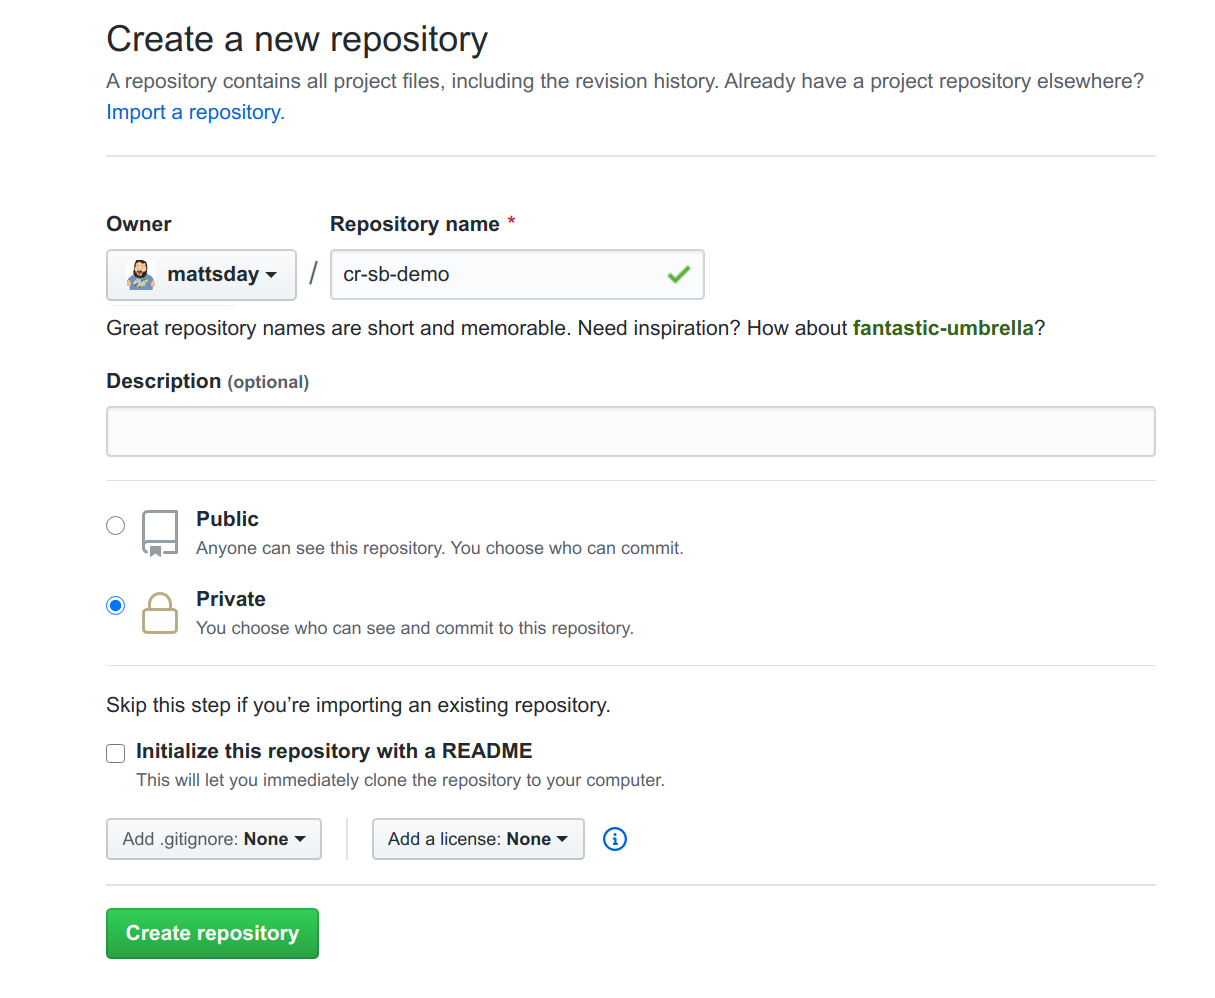 Create a new repository
A repository contains all project files, including the revision history. Already have a project repository elsewhere?
Import a repository.
Owner
Repository name *
mattsday
/
cr-sb-demo
Great repository names are short and memorable. Need inspiration? How about fantastic-umbrella?
Description (optional)
Public
Anyone can see this repository. You choose who can commit.
Private
You choose who can see and commit to this repository.
Skip this step if you’re importing an existing repository.
Initialize this repository with a README
This will let you immediately clone the repository to your computer.
Add .gitignore: None
Add a license: None
Create repository